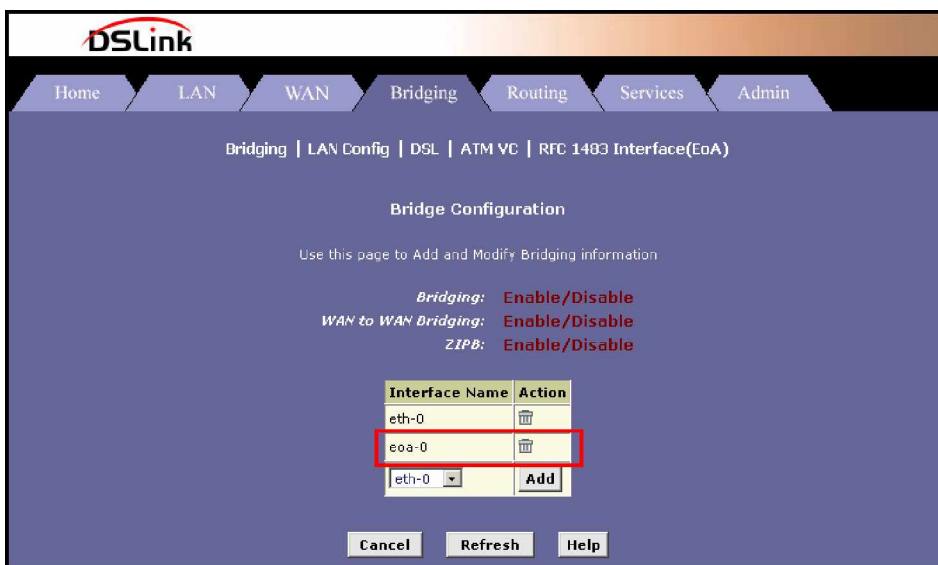 DSLink
Home LAN WAN Bridging Routing Services Admin
Bridging | LAN Config | DSL | ATM VC | RFC 1483 Interface(EoA)
Bridge Configuration
Use this page to Add and Modify Bridging information
Bridging: Enable/Disable
WAN to WAN Bridging: Enable/Disable
ZIPB: Enable/Disable
Interface Name Action
eth-0
eoa-0
eth-0 Add
Cancel Refresh Help